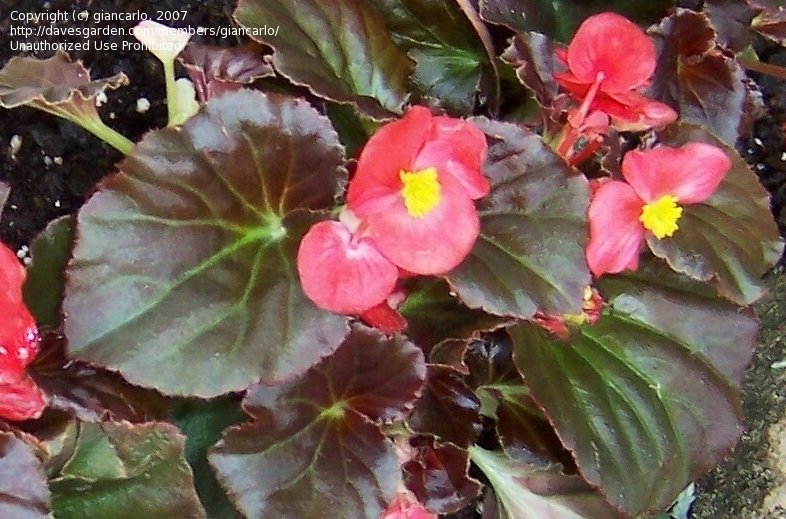 Copyright (c) giancarlo, 2007
http://davesgarden.com/members/giancarlo/
Unauthorized Use Prohibited